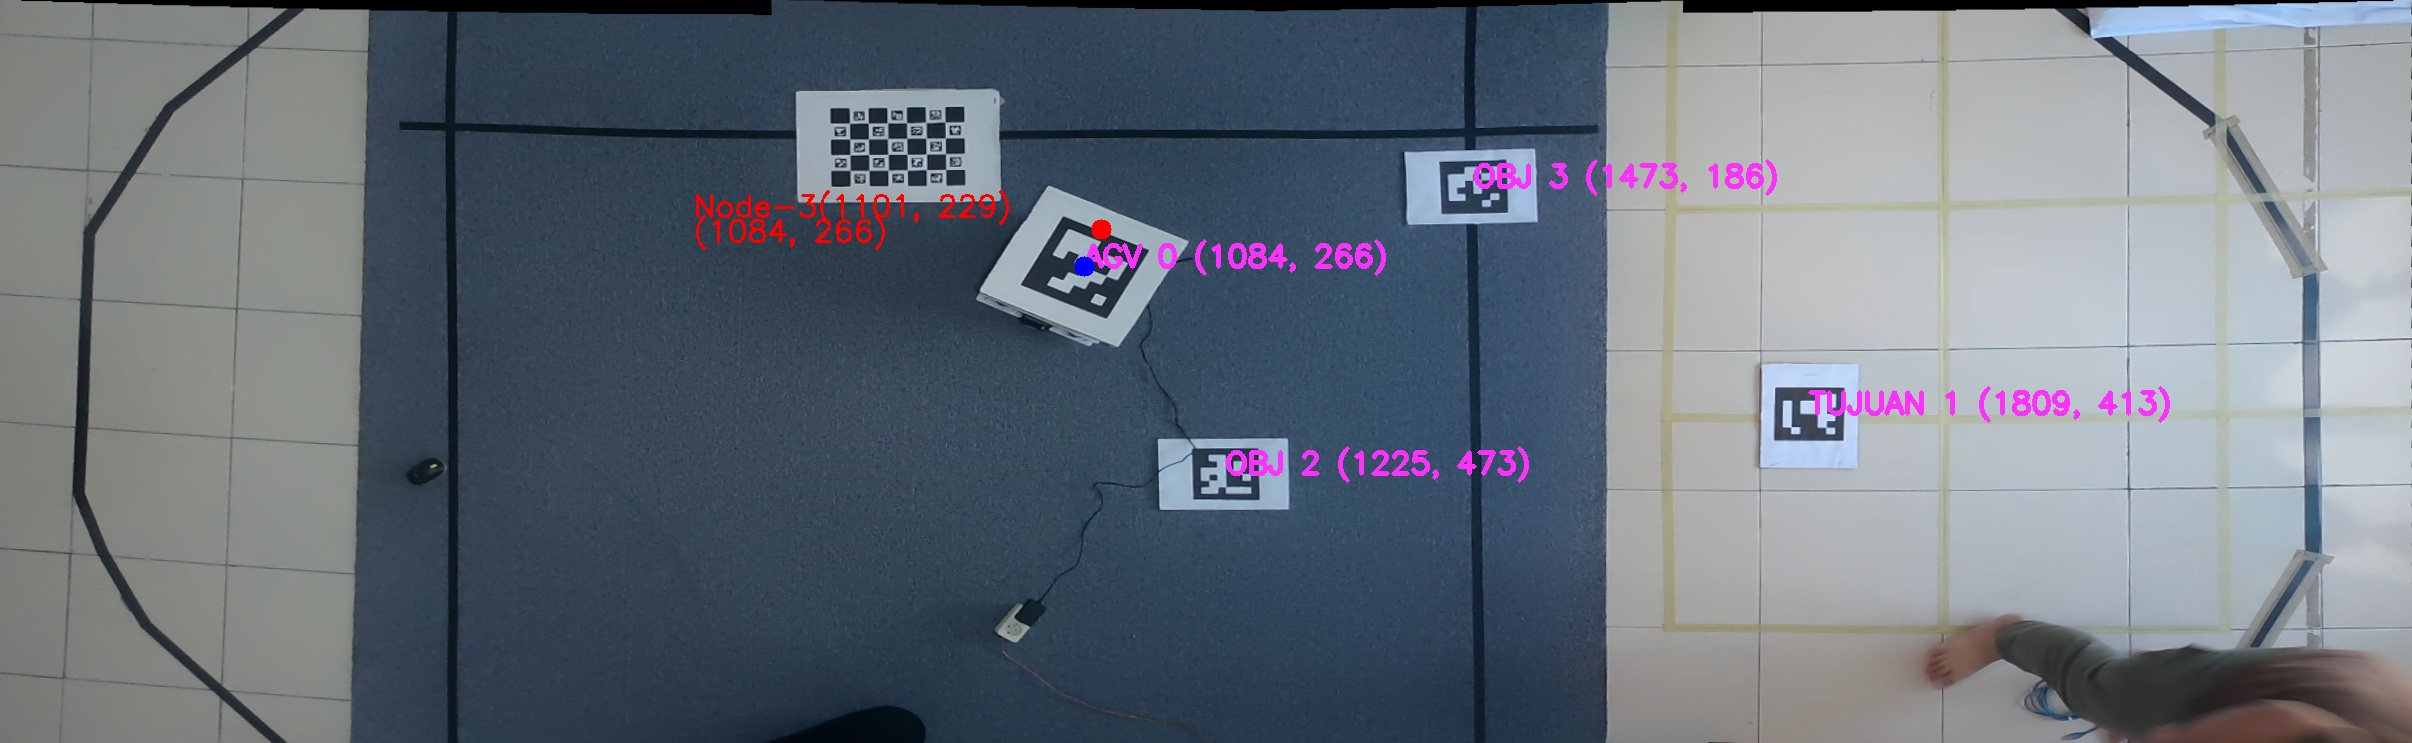 OBJ 3 (1473, 186)
Node-3(1101, 229)
(1084, 266)
AGV 0 (1084, 266)
TUJUAN 1 (1809, 413)
OBJ 2 (1225, 473)